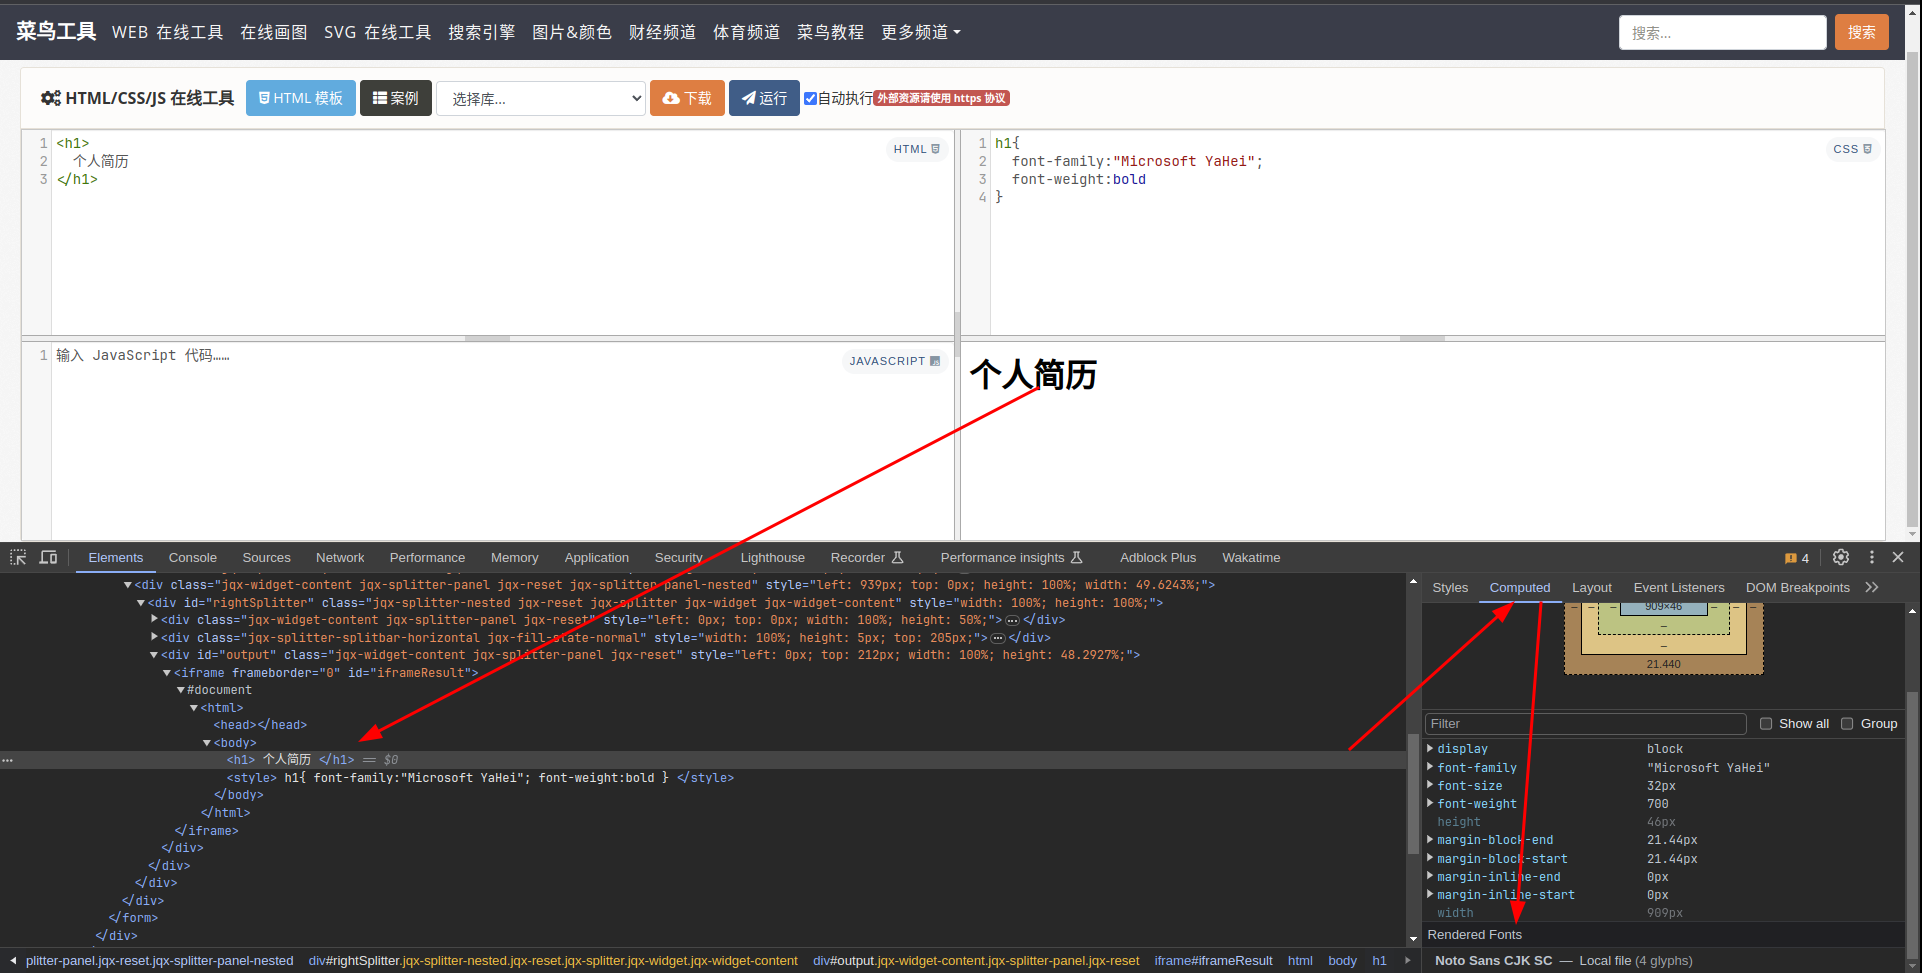 菜鸟工具 WEB 在线工具 在线画图 SVG 在线工具 搜索引擎 图片&颜色 财经频道 体育频道 菜鸟教程 更多频道 搜索... 搜索
HTML/CSS/JS 在线工具 HTML 模板 案例 选择库... 下载 运行 自动执行 外部资源请使用 https 协议
1 <h1>
2 个人简历
3 </h1>
HTML
1 h1{
2 font-family:"Microsoft YaHei";
3 font-weight:bold
4 }
CSS
1 输入 JavaScript 代码……
JAVASCRIPT
个人简历
Elements Console Sources Network Performance Memory Application Security Lighthouse Recorder Performance insights Adblock Plus Wakatime 4
<div class="jqx-widget-content jqx-splitter-panel jqx-reset jqx-splitter-panel-nested" style="left: 939px; top: 0px; height: 100%; width: 49.6243%;">
<div id="rightSplitter" class="jqx-splitter-nested jqx-reset jqx-splitter jqx-widget jqx-widget-content" style="width: 100%; height: 100%;">
<div class="jqx-widget-content jqx-splitter-panel jqx-reset" style="left: 0px; top: 0px; width: 100%; height: 50%;">…</div>
<div class="jqx-splitter-splitbar-horizontal jqx-fill-state-normal" style="width: 100%; height: 5px; top: 205px;">…</div>
<div id="output" class="jqx-widget-content jqx-splitter-panel jqx-reset" style="left: 0px; top: 212px; width: 100%; height: 48.2927%;">
<iframe frameborder="0" id="iframeResult">
#document
<html>
<head></head>
<body>
… <h1> 个人简历 </h1> == $0
<style> h1{ font-family:"Microsoft YaHei"; font-weight:bold } </style>
</body>
</html>
</iframe>
</div>
</div>
</div>
</div>
</form>
</div>
plitter-panel.jqx-reset.jqx-splitter-panel-nested div#rightSplitter.jqx-splitter-nested.jqx-reset.jqx-splitter.jqx-widget.jqx-widget-content div#output.jqx-widget-content.jqx-splitter-panel.jqx-reset iframe#iframeResult html body h1
Styles Computed Layout Event Listeners DOM Breakpoints
909×46
–
–
21.440
Filter Show all Group
display block
font-family "Microsoft YaHei"
font-size 32px
font-weight 700
height 46px
margin-block-end 21.44px
margin-block-start 21.44px
margin-inline-end 0px
margin-inline-start 0px
width 909px
Rendered Fonts
Noto Sans CJK SC — Local file (4 glyphs)